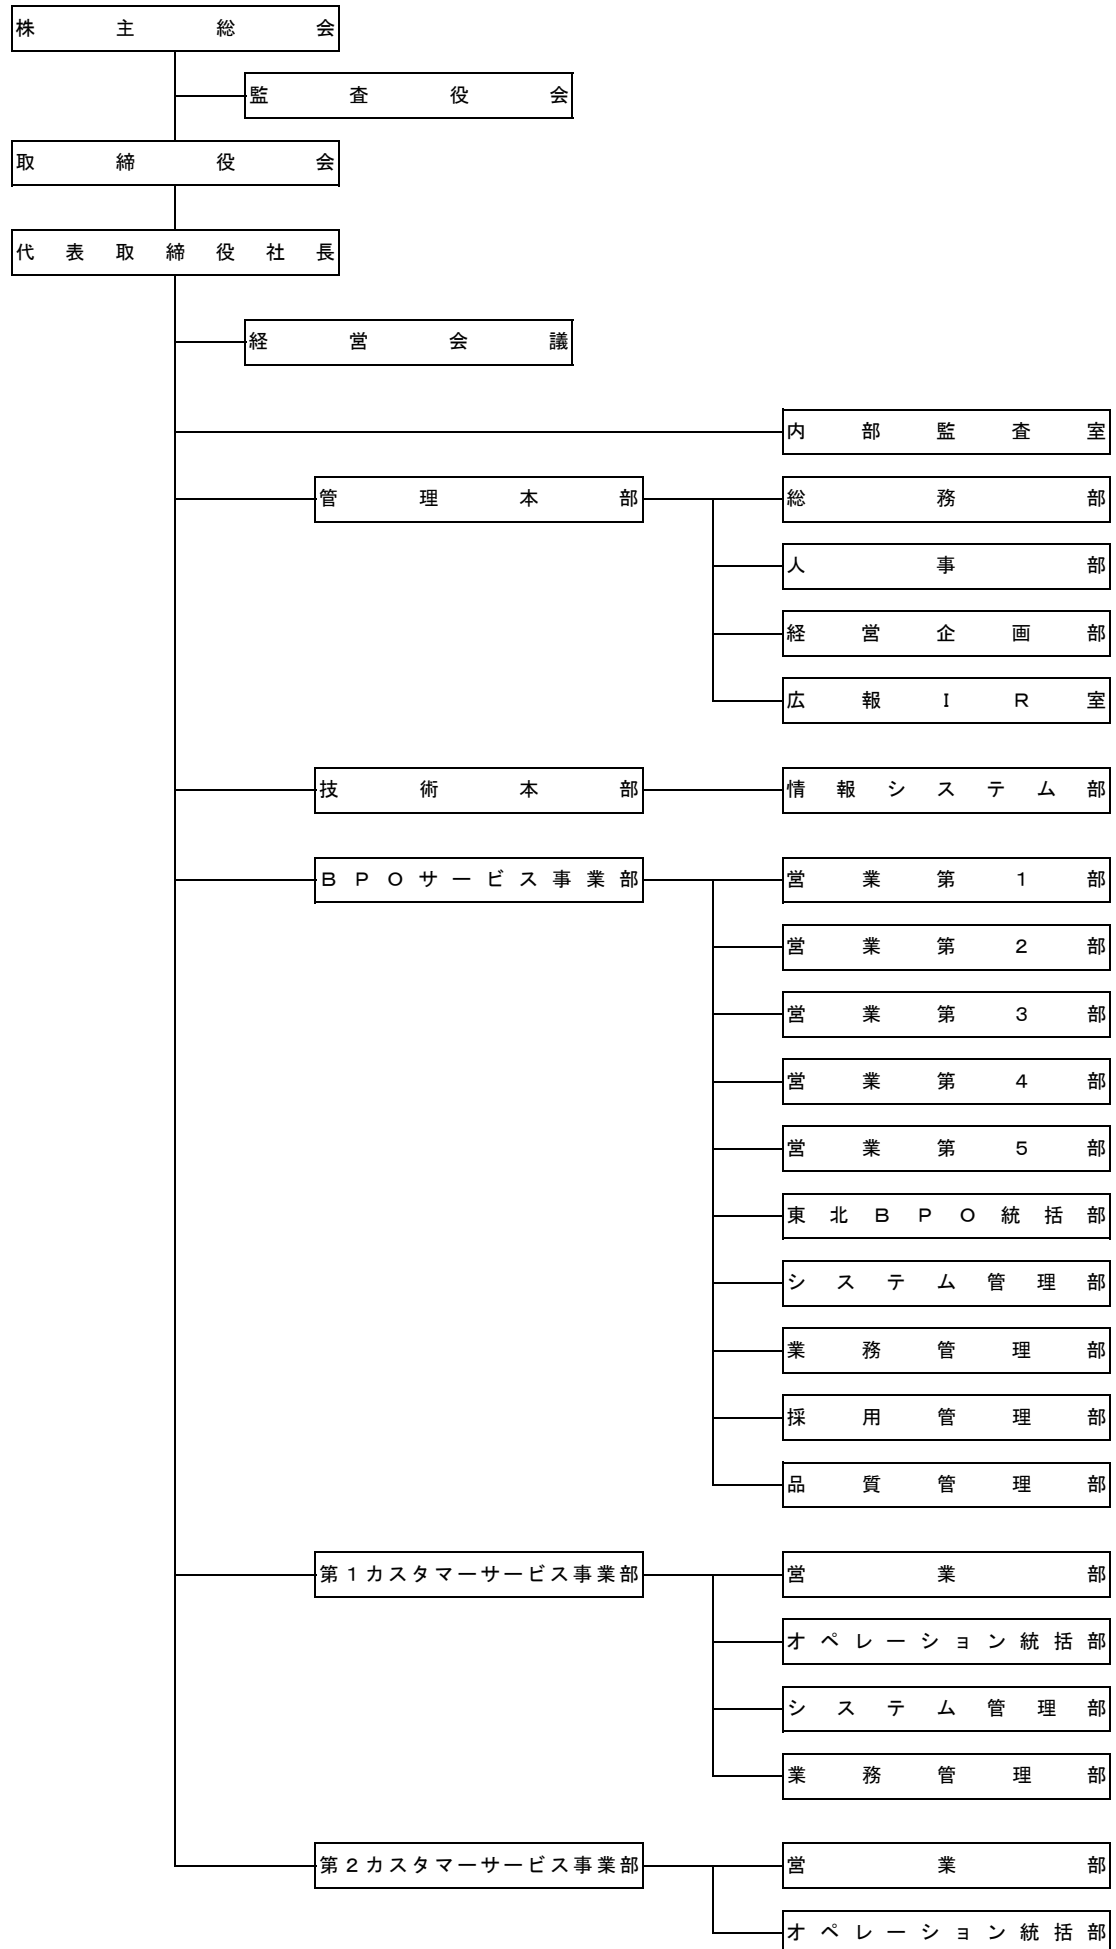 株主総会
監査役会
取締役会
代表取締役社長
経営会議
内部監査室
管理本部 総務部
人事部
経営企画部
広報IR室
技術本部 情報システム部
BPOサービス事業部 営業第1部
営業第2部
営業第3部
営業第4部
営業第5部
東北BPO統括部
システム管理部
業務管理部
採用管理部
品質管理部
第1カスタマーサービス事業部 営業部
オペレーション統括部
システム管理部
業務管理部
第2カスタマーサービス事業部 営業部
オペレーション統括部